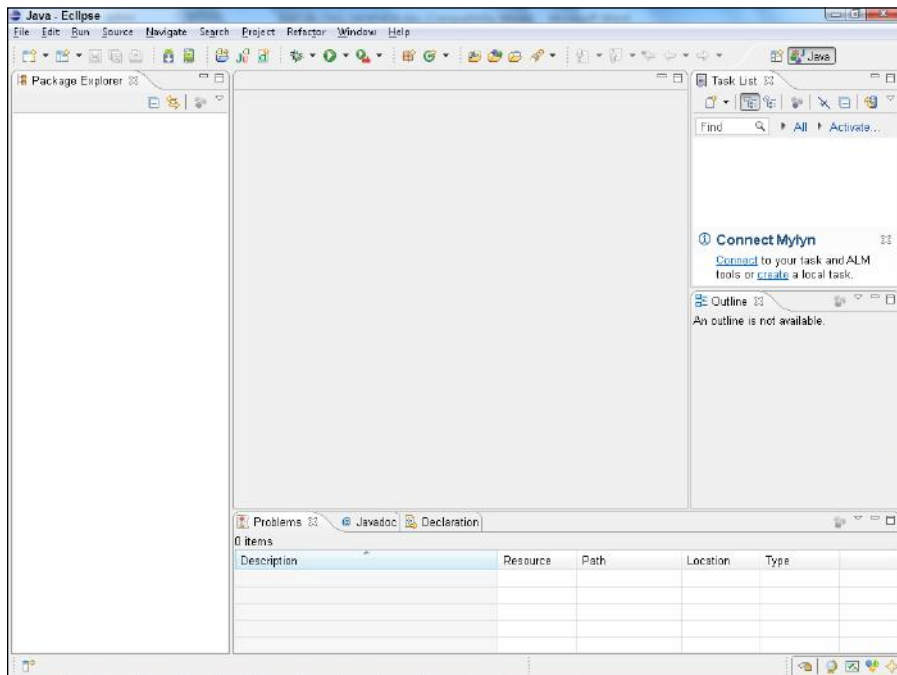 Java - Eclipse
File Edit Run Source Navigate Search Project Refactor Window Help
Java
Package Explorer
Task List
Find All Activate...
Connect Mylyn
Connect to your task and ALM
tools or create a local task.
Outline
An outline is not available.
Problems Javadoc Declaration
0 items
Description Resource Path Location Type